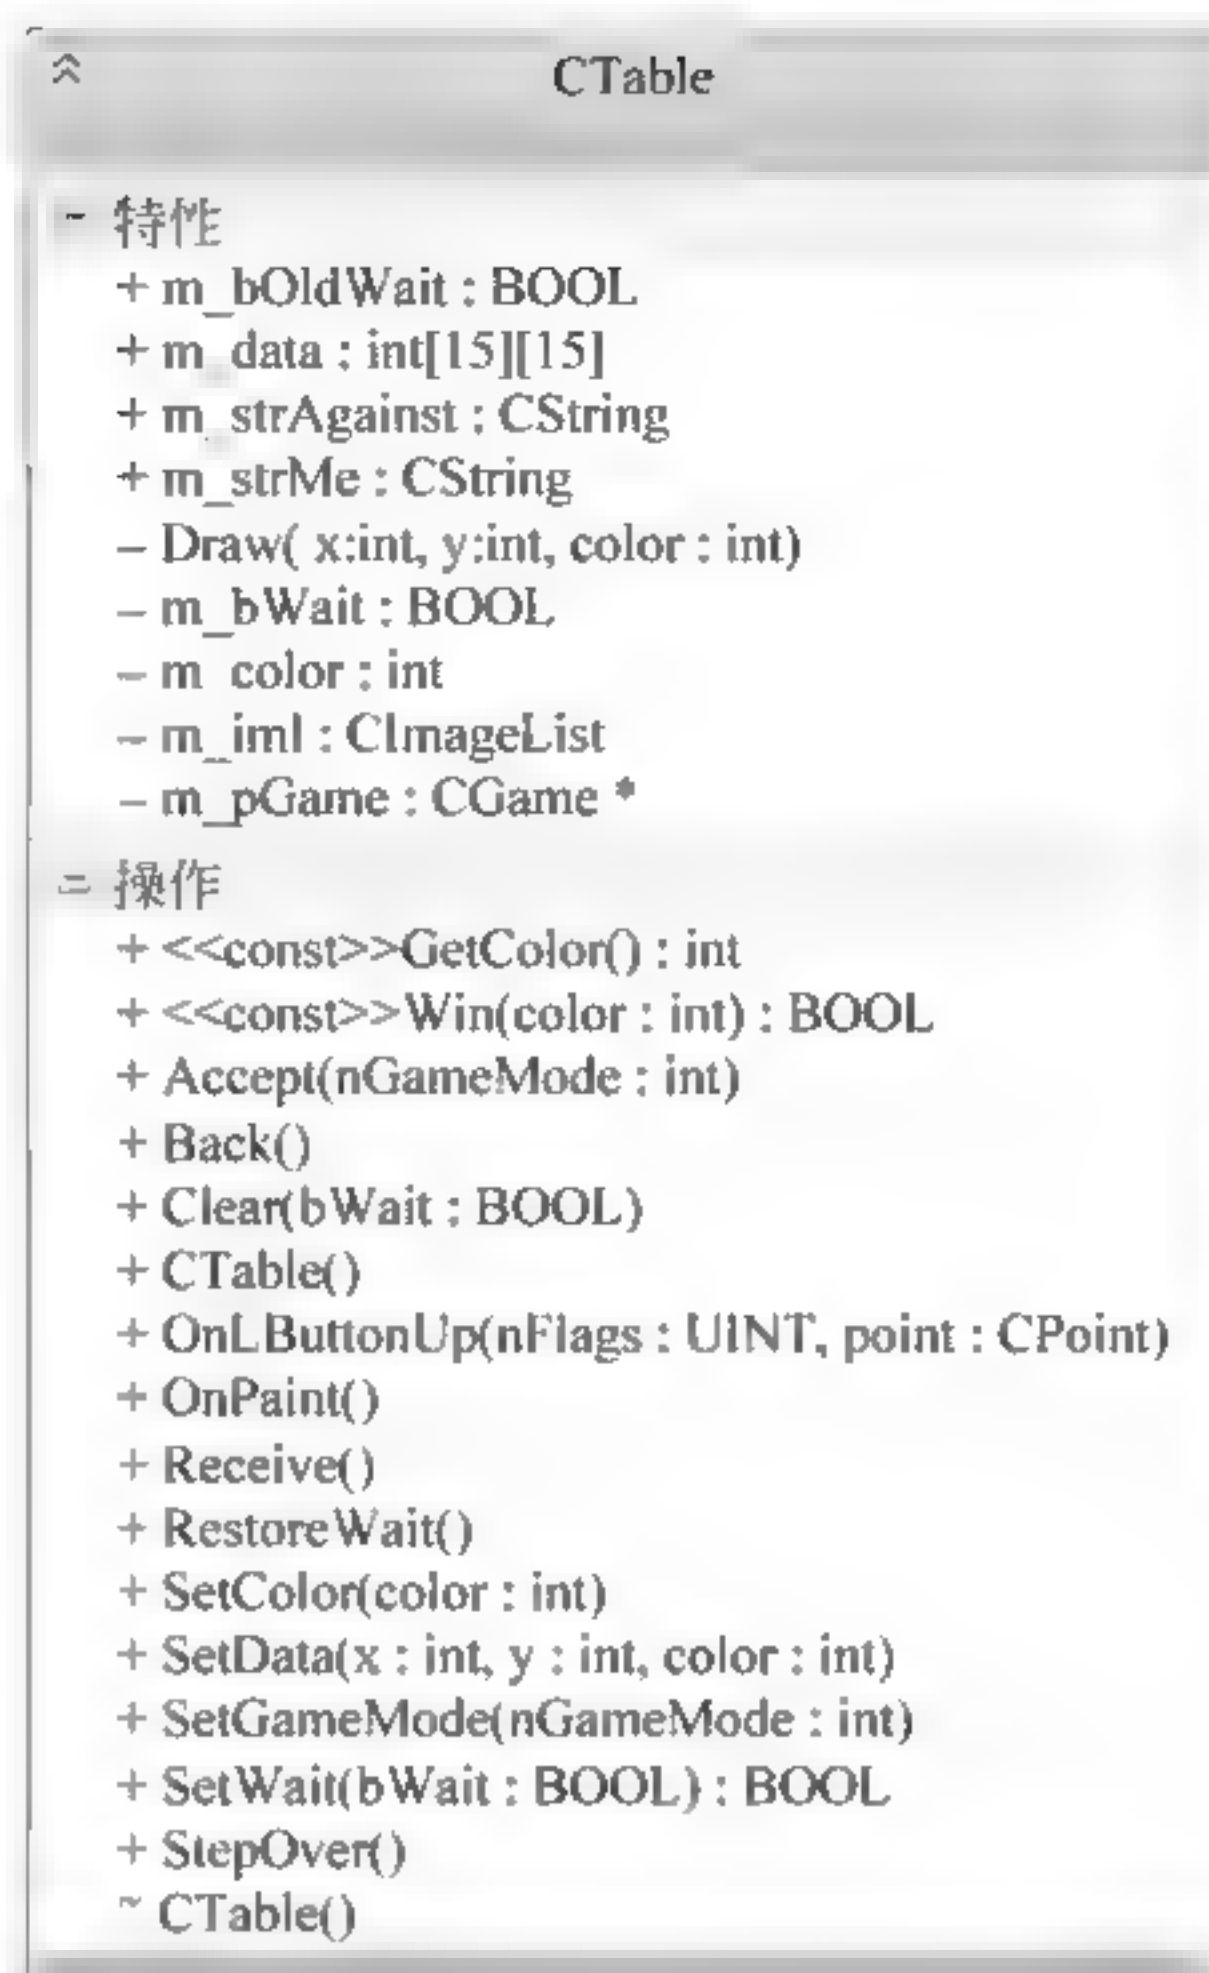 CTable
- 特性
+ m_bOldWait : BOOL
+ m_data : int[15][15]
+ m_strAgainst : CString
+ m_strMe : CString
– Draw( x:int, y:int, color : int)
– m_bWait : BOOL
– m_color : int
– m_iml : CImageList
– m_pGame : CGame *
= 操作
+ <<const>>GetColor() : int
+ <<const>>Win(color : int) : BOOL
+ Accept(nGameMode : int)
+ Back()
+ Clear(bWait : BOOL)
+ CTable()
+ OnLButtonUp(nFlags : UINT, point : CPoint)
+ OnPaint()
+ Receive()
+ RestoreWait()
+ SetColor(color : int)
+ SetData(x : int, y : int, color : int)
+ SetGameMode(nGameMode : int)
+ SetWait(bWait : BOOL) : BOOL
+ StepOver()
~ CTable()